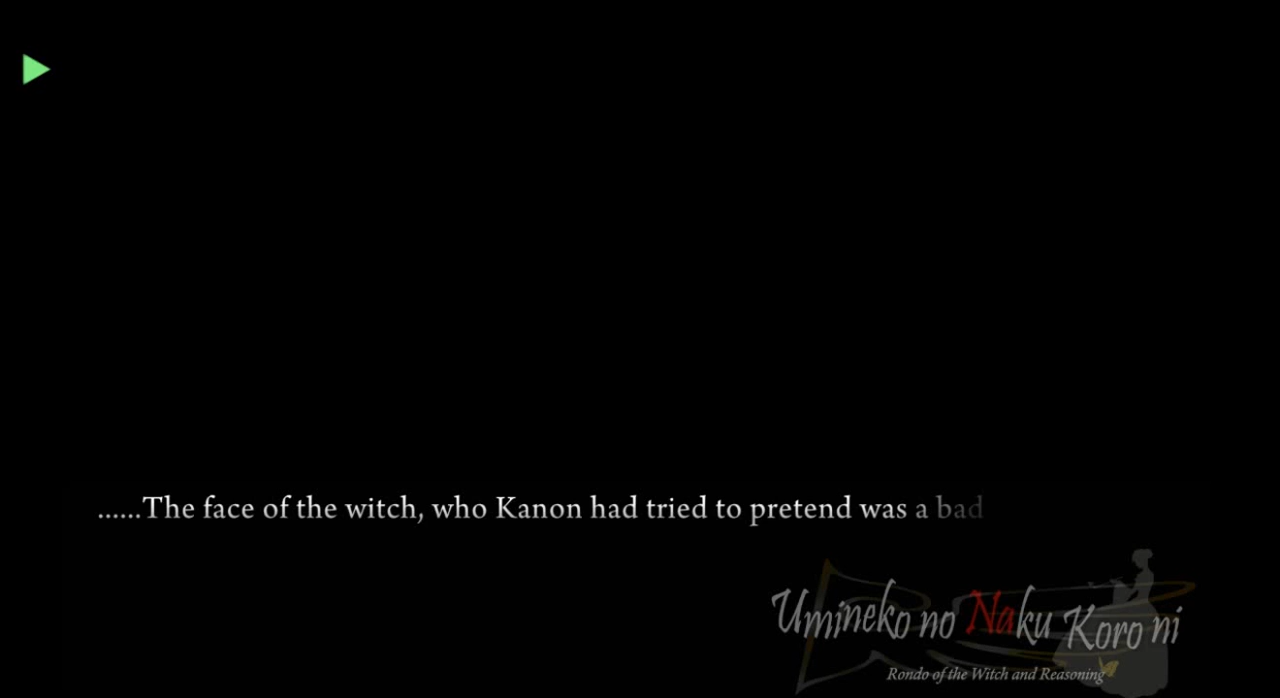 ......The face of the witch, who Kanon had tried to pretend was a bad
Umineko no Naku Koro ni
Rondo of the Witch and Reasoning